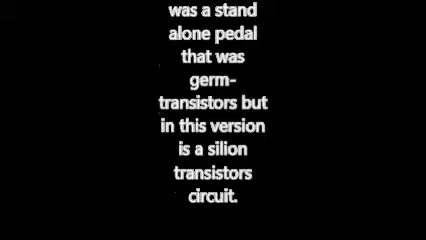 was a stand
alone pedal
that was
germ-
transistors but
in this version
is a silion
transistors
circuit.